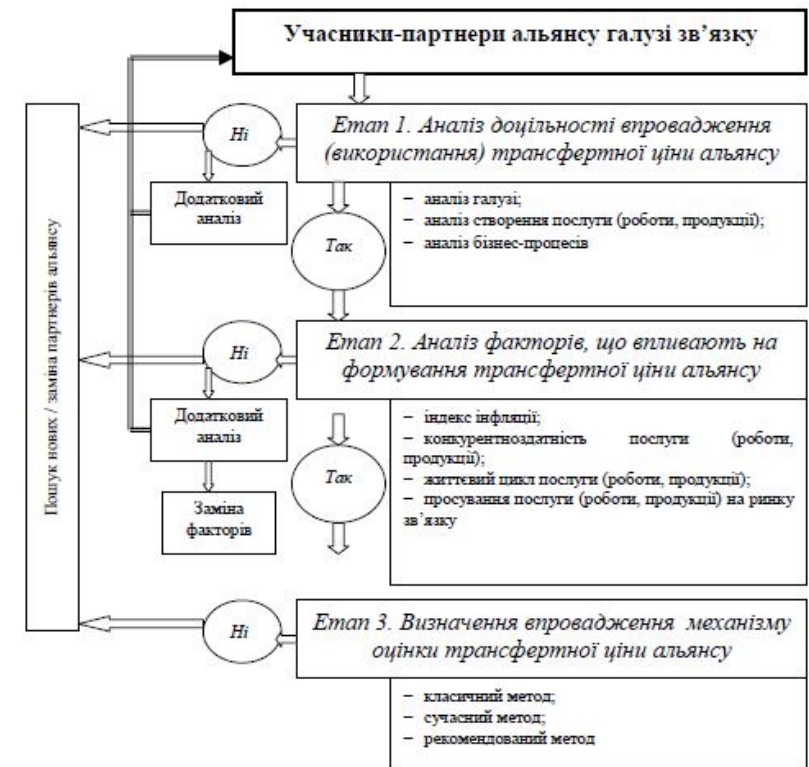 Учасники-партнери альянсу галузі зв’язку
Пошук нових / заміна партнерів альянсу
Ні
Етап 1. Аналіз доцільності впровадження
(використання) трансфертної ціни альянсу
Додатковий
аналіз
Так
− аналіз галузі;
− аналіз створення послуги (роботи, продукції);
− аналіз бізнес-процесів
Ні
Етап 2. Аналіз факторів, що впливають на
формування трансфертної ціни альянсу
Додатковий
аналіз
Заміна
факторів
Так
− індекс інфляції;
− конкурентноздатність послуги (роботи,
продукції);
− життєвий цикл послуги (роботи, продукції);
− просування послуги (роботи, продукції) на ринку
зв’язку
Ні
Етап 3. Визначення впровадження механізму
оцінки трансфертної ціни альянсу
− класичний метод;
− сучасний метод;
− рекомендований метод